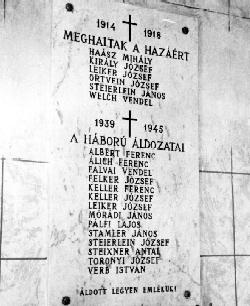 1914 1918
MEGHALTAK A HAZÁÉRT
HAÁSZ MIHÁLY
KIRÁLY JÓZSEF
LEIKER JÓZSEF
ORTVEIN JÓZSEF
STEIERLEIN JÁNOS
WELCH VENDEL
1939 1945
A HÁBORÚ ÁLDOZATAI
ALBERT FERENC
ÁLICH FERENC
FALVAI VENDEL
FELKER JÓZSEF
KELLER FERENC
KELLER JÓZSEF
LEIKER JÓZSEF
MÓRÁDI JÁNOS
PÁLFI LAJOS
STAMLER JÁNOS
STEIERLEIN JÓZSEF
STEIXNER ANTAL
TORONYI JÓZSEF
VERB ISTVÁN
ÁLDOTT LEGYEN EMLÉKÜK!